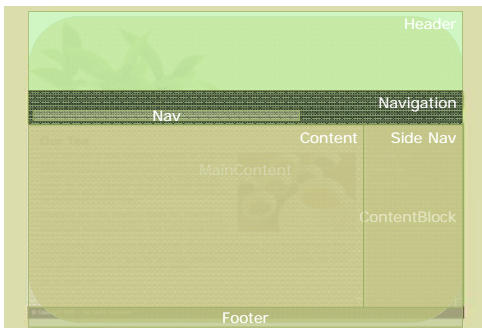 Header
Navigation
Nav
Content
Side Nav
MainContent
ContentBlock
Footer